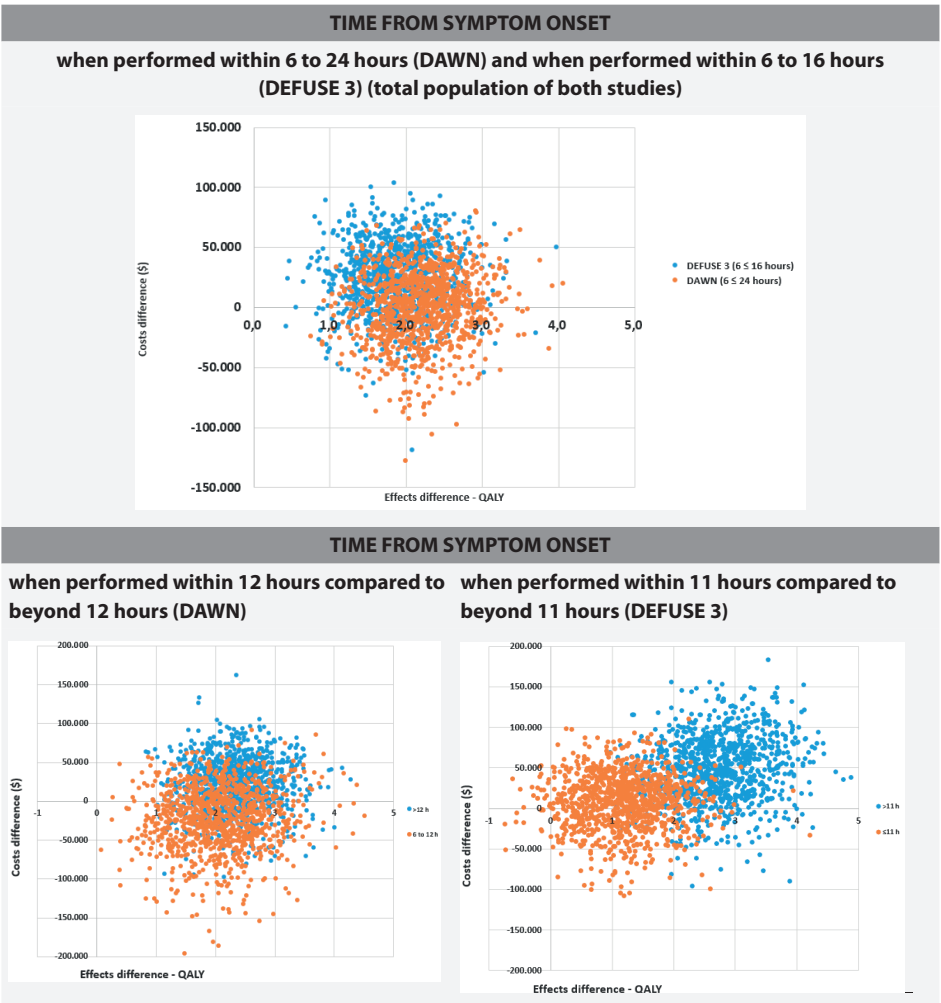 TIME FROM SYMPTOM ONSET
when performed within 6 to 24 hours (DAWN) and when performed within 6 to 16 hours
(DEFUSE 3) (total population of both studies)
150.000
100.000
50.000
0
-50.000
-100.000
-150.000
0,0 1,0 2,0 3,0 4,0 5,0
Costs difference ($)
Effects difference - QALY
DEFUSE 3 (6 ≤ 16 hours)
DAWN (6 ≤ 24 hours)
TIME FROM SYMPTOM ONSET
when performed within 12 hours compared to
beyond 12 hours (DAWN)
200.000
150.000
100.000
50.000
0
-50.000
-100.000
-150.000
-200.000
-1 0 1 2 3 4 5
Costs difference ($)
Effects difference - QALY
>12 h
6 to 12 h
when performed within 11 hours compared to
beyond 11 hours (DEFUSE 3)
200.000
150.000
100.000
50.000
0
-50.000
-100.000
-150.000
-200.000
-1 0 1 2 3 4 5
Costs difference ($)
Effects difference - QALY
>11 h
≤11 h